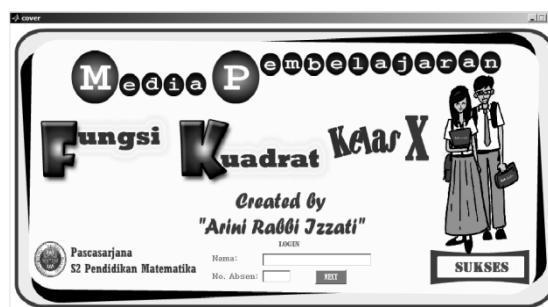 cover
Media Pembelajaran
Fungsi Kuadrat Kelas X
Created by
"Arini Rabbi Izzati"
LOGIN
Pascasarjana
S2 Pendidikan Matematika
Nama:
No. Absen:
NEXT
SUKSES